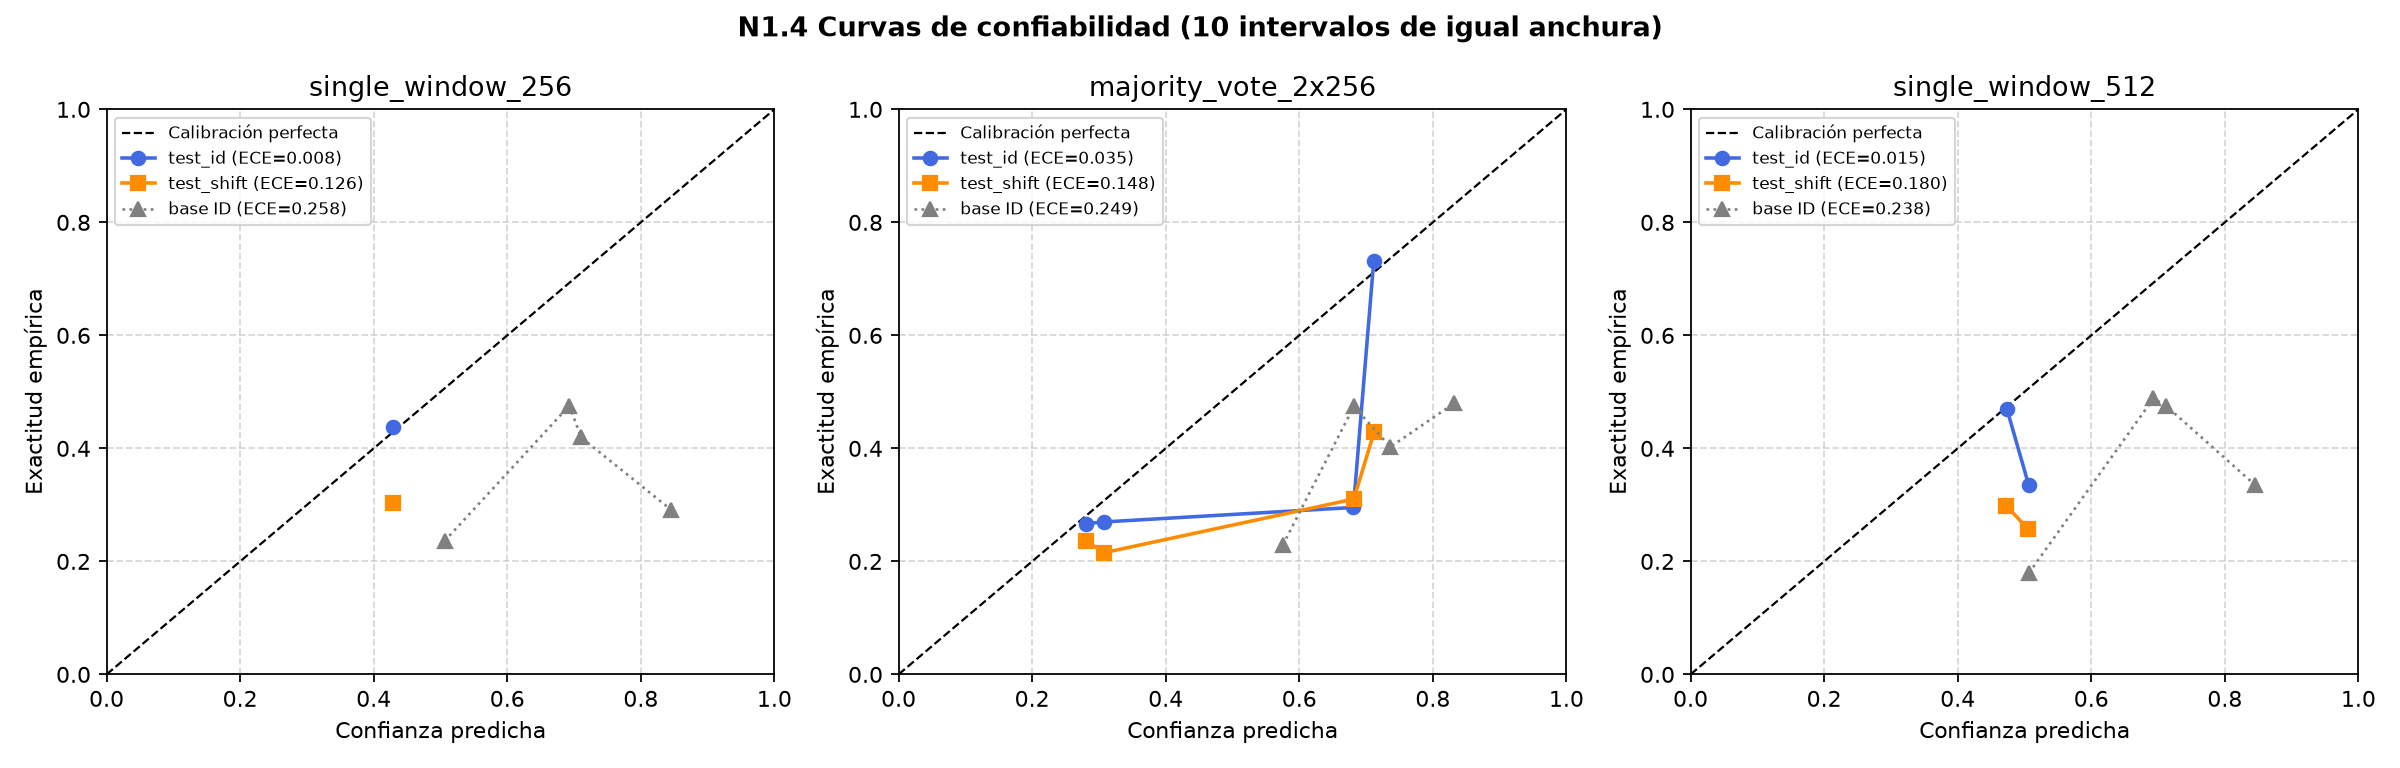 N1.4 Curvas de confiabilidad (10 intervalos de igual anchura)
single_window_256
Calibración perfecta
test_id (ECE=0.008)
test_shift (ECE=0.126)
base ID (ECE=0.258)
Exactitud empírica
1.0
0.8
0.6
0.4
0.2
0.0
0.0 0.2 0.4 0.6 0.8 1.0
Confianza predicha
majority_vote_2x256
Calibración perfecta
test_id (ECE=0.035)
test_shift (ECE=0.148)
base ID (ECE=0.249)
Exactitud empírica
1.0
0.8
0.6
0.4
0.2
0.0
0.0 0.2 0.4 0.6 0.8 1.0
Confianza predicha
single_window_512
Calibración perfecta
test_id (ECE=0.015)
test_shift (ECE=0.180)
base ID (ECE=0.238)
Exactitud empírica
1.0
0.8
0.6
0.4
0.2
0.0
0.0 0.2 0.4 0.6 0.8 1.0
Confianza predicha